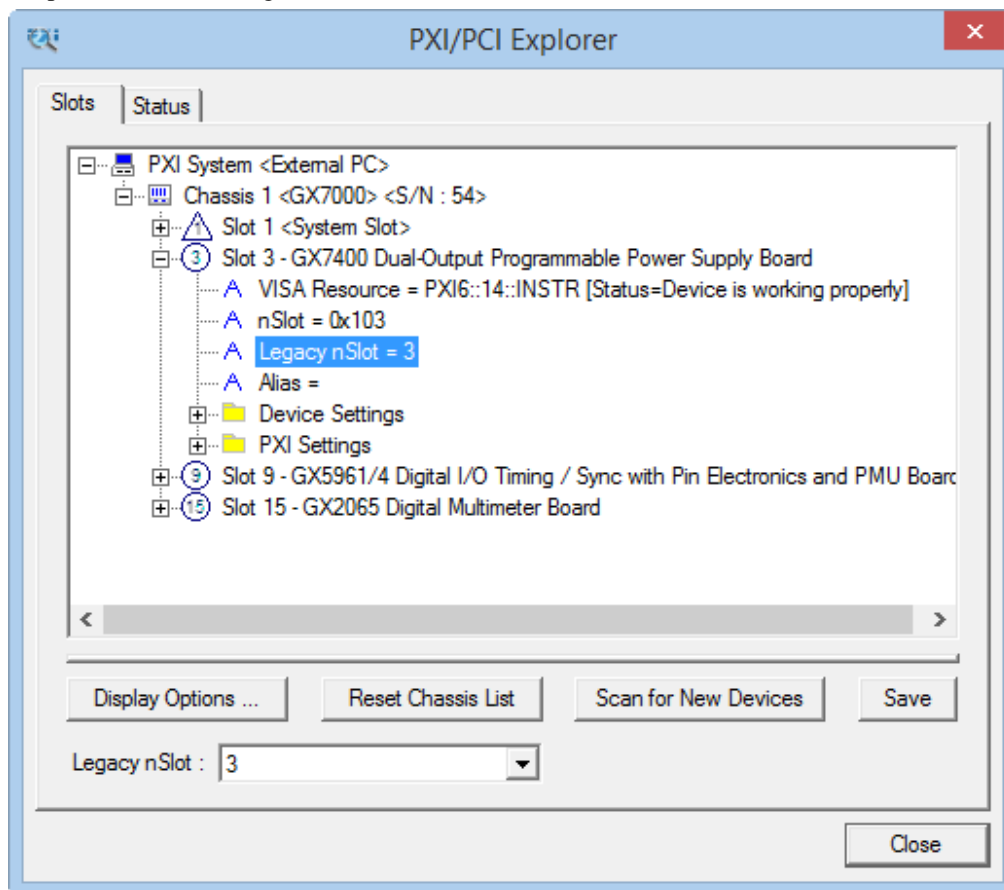 PXI/PCI Explorer
Slots
Status
PXI System <External PC>
Chassis 1 <GX7000> <S/N : 54>
1 Slot 1 <System Slot>
3 Slot 3 - GX7400 Dual-Output Programmable Power Supply Board
A VISA Resource = PXI6::14::INSTR [Status=Device is working properly]
A nSlot = 0x103
A Legacy nSlot = 3
A Alias =
Device Settings
PXI Settings
9 Slot 9 - GX5961/4 Digital I/O Timing / Sync with Pin Electronics and PMU Board
15 Slot 15 - GX2065 Digital Multimeter Board
Display Options ...
Reset Chassis List
Scan for New Devices
Save
Legacy nSlot : 3
Close